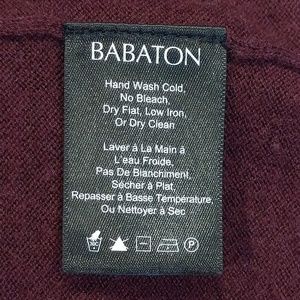 BABATON
Hand Wash Cold,
No Bleach,
Dry Flat, Low Iron,
Or Dry Clean
Laver à La Main à
L'eau Froide,
Pas De Blanchiment,
Sécher à Plat,
Repasser à Basse Température,
Ou Nettoyer à Sec
P